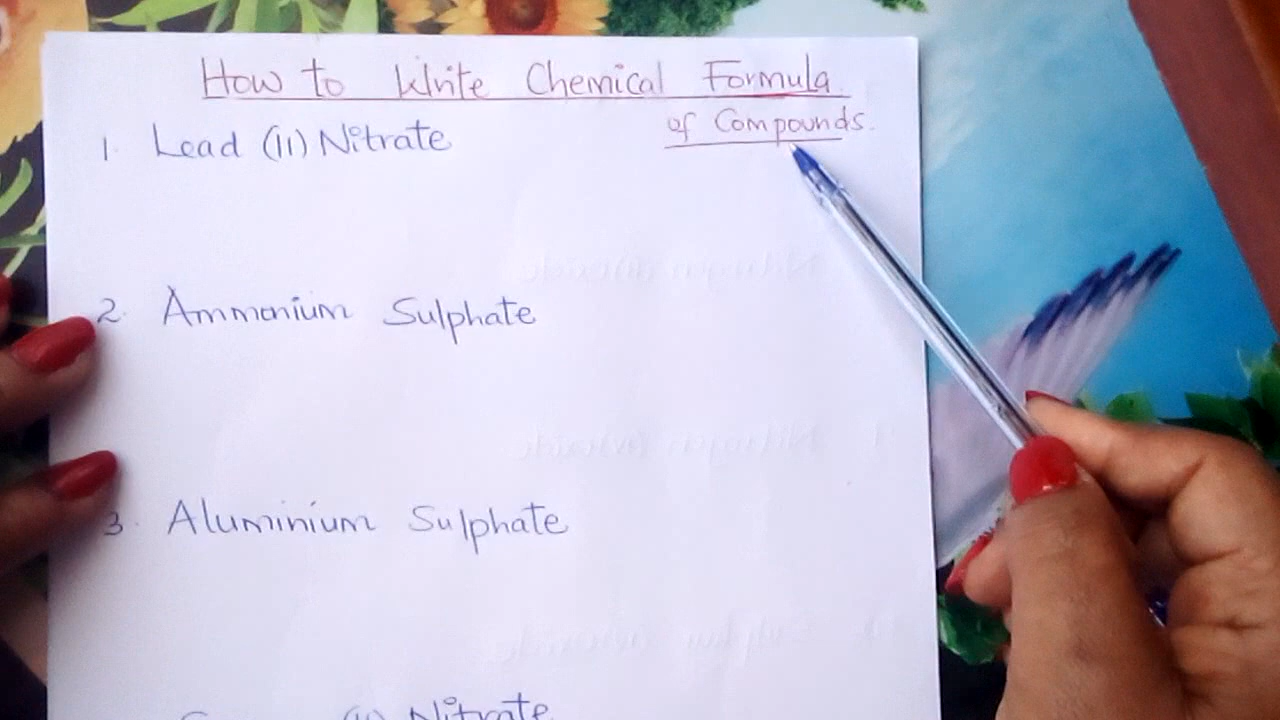 How to Write Chemical Formula
of Compounds.
1. Lead (II) Nitrate
2. Ammonium Sulphate
3. Aluminium Sulphate
(II) Nitrate